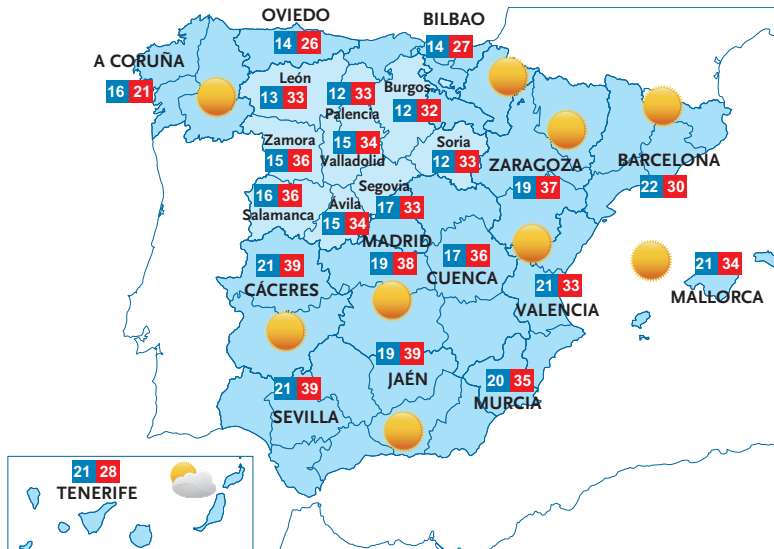 OVIEDO
14 26
BILBAO
14 27
A CORUÑA
16 21
León
13 33
12 33
Palencia
Burgos
12 32
Zamora
15 36
15 34
Valladolid
Soria
12 33
ZARAGOZA
19 37
BARCELONA
22 30
16 36
Salamanca
Ávila
15 34
Segovia
17 33
MADRID
19 38
17 36
CUENCA
21 39
CÁCERES
21 33
VALENCIA
21 34
MALLORCA
19 39
JAÉN
21 39
SEVILLA
20 35
MURCIA
21 28
TENERIFE